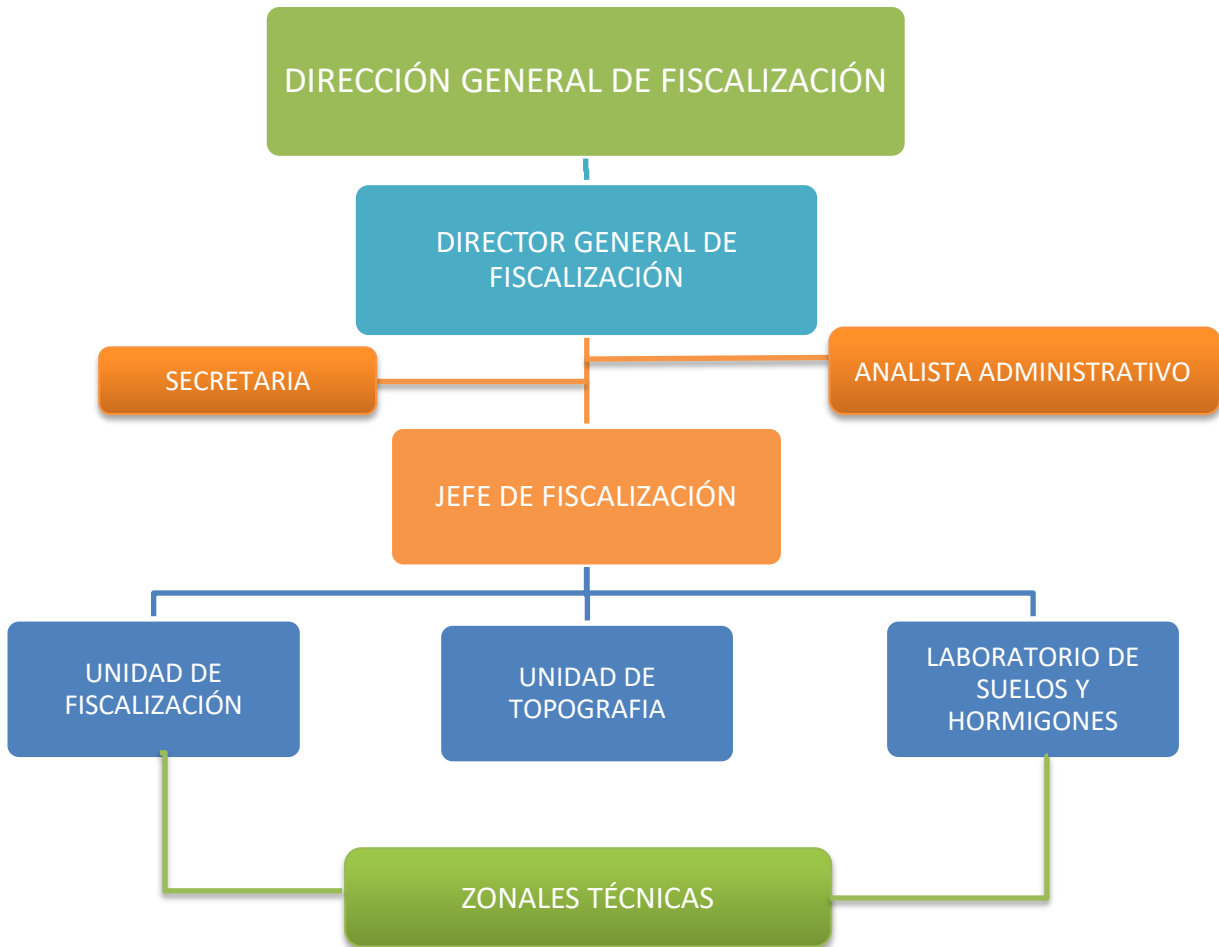 DIRECCIÓN GENERAL DE FISCALIZACIÓN
DIRECTOR GENERAL DE
FISCALIZACIÓN
SECRETARIA
ANALISTA ADMINISTRATIVO
JEFE DE FISCALIZACIÓN
UNIDAD DE
FISCALIZACIÓN
UNIDAD DE
TOPOGRAFIA
LABORATORIO DE
SUELOS Y
HORMIGONES
ZONALES TÉCNICAS